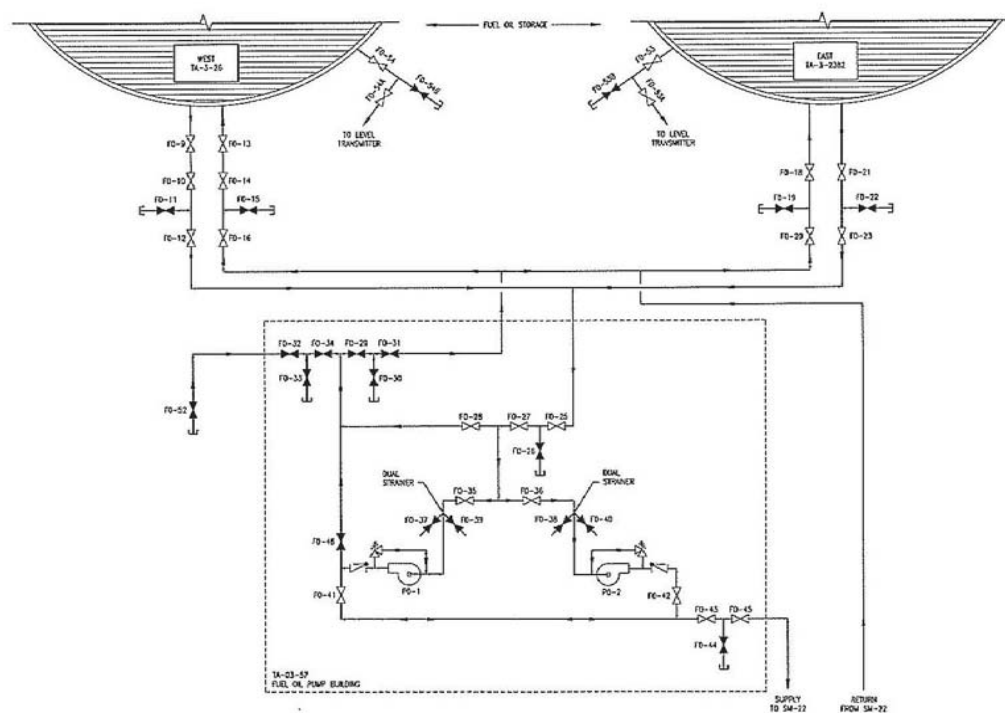 FUEL OIL STORAGE
WEST
TA-3-26
EAST
TA-3-2382
FO-54
FO-54A
FO-54B
TO LEVEL
TRANSMITTER
FO-53
FO-53B
FO-53A
TO LEVEL
TRANSMITTER
FO-9
FO-13
FO-10
FO-14
FO-11
FO-15
FO-12
FO-16
FO-18
FO-21
FO-19
FO-22
FO-20
FO-23
FO-32
FO-34
FO-29
FO-31
FO-33
FO-30
FO-52
FO-28
FO-27
FO-25
FO-26
DUAL
STRAINER
FO-35
FO-36
DUAL
STRAINER
FO-37
FO-39
FO-38
FO-40
FO-46
PO-1
PO-2
FO-41
FO-42
FO-43
FO-45
FO-44
TA-03-57
FUEL OIL PUMP BUILDING
SUPPLY
TO SM-22
RETURN
FROM SM-22